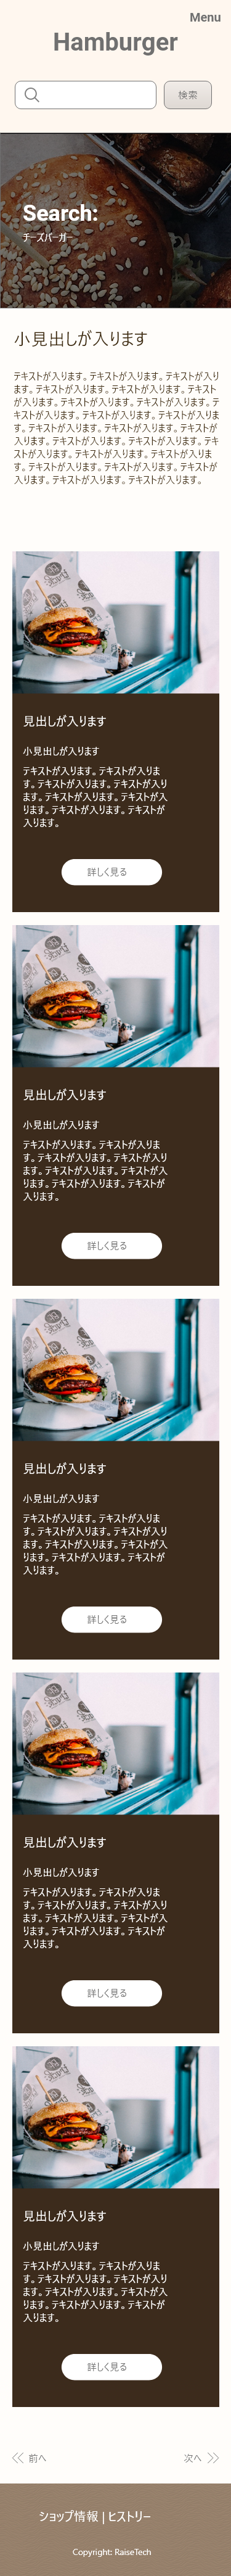 Menu
Hamburger
検索
Search:
チーズバーガー
小見出しが入ります
テキストが入ります。テキストが入ります。テキストが入り
ます。テキストが入ります。テキストが入ります。テキスト
が入ります。テキストが入ります。テキストが入ります。テ
キストが入ります。テキストが入ります。テキストが入りま
す。テキストが入ります。テキストが入ります。テキストが
入ります。テキストが入ります。テキストが入ります。テキ
ストが入ります。テキストが入ります。テキストが入りま
す。テキストが入ります。テキストが入ります。テキストが
入ります。テキストが入ります。テキストが入ります。
見出しが入ります
小見出しが入ります
テキストが入ります。テキストが入りま
す。テキストが入ります。テキストが入り
ます。テキストが入ります。テキストが入
ります。テキストが入ります。テキストが
入ります。
詳しく見る
見出しが入ります
小見出しが入ります
テキストが入ります。テキストが入りま
す。テキストが入ります。テキストが入り
ます。テキストが入ります。テキストが入
ります。テキストが入ります。テキストが
入ります。
詳しく見る
見出しが入ります
小見出しが入ります
テキストが入ります。テキストが入りま
す。テキストが入ります。テキストが入り
ます。テキストが入ります。テキストが入
ります。テキストが入ります。テキストが
入ります。
詳しく見る
見出しが入ります
小見出しが入ります
テキストが入ります。テキストが入りま
す。テキストが入ります。テキストが入り
ます。テキストが入ります。テキストが入
ります。テキストが入ります。テキストが
入ります。
詳しく見る
見出しが入ります
小見出しが入ります
テキストが入ります。テキストが入りま
す。テキストが入ります。テキストが入り
ます。テキストが入ります。テキストが入
ります。テキストが入ります。テキストが
入ります。
詳しく見る
前へ 次へ
ショップ情報 | ヒストリー
Copyright: RaiseTech